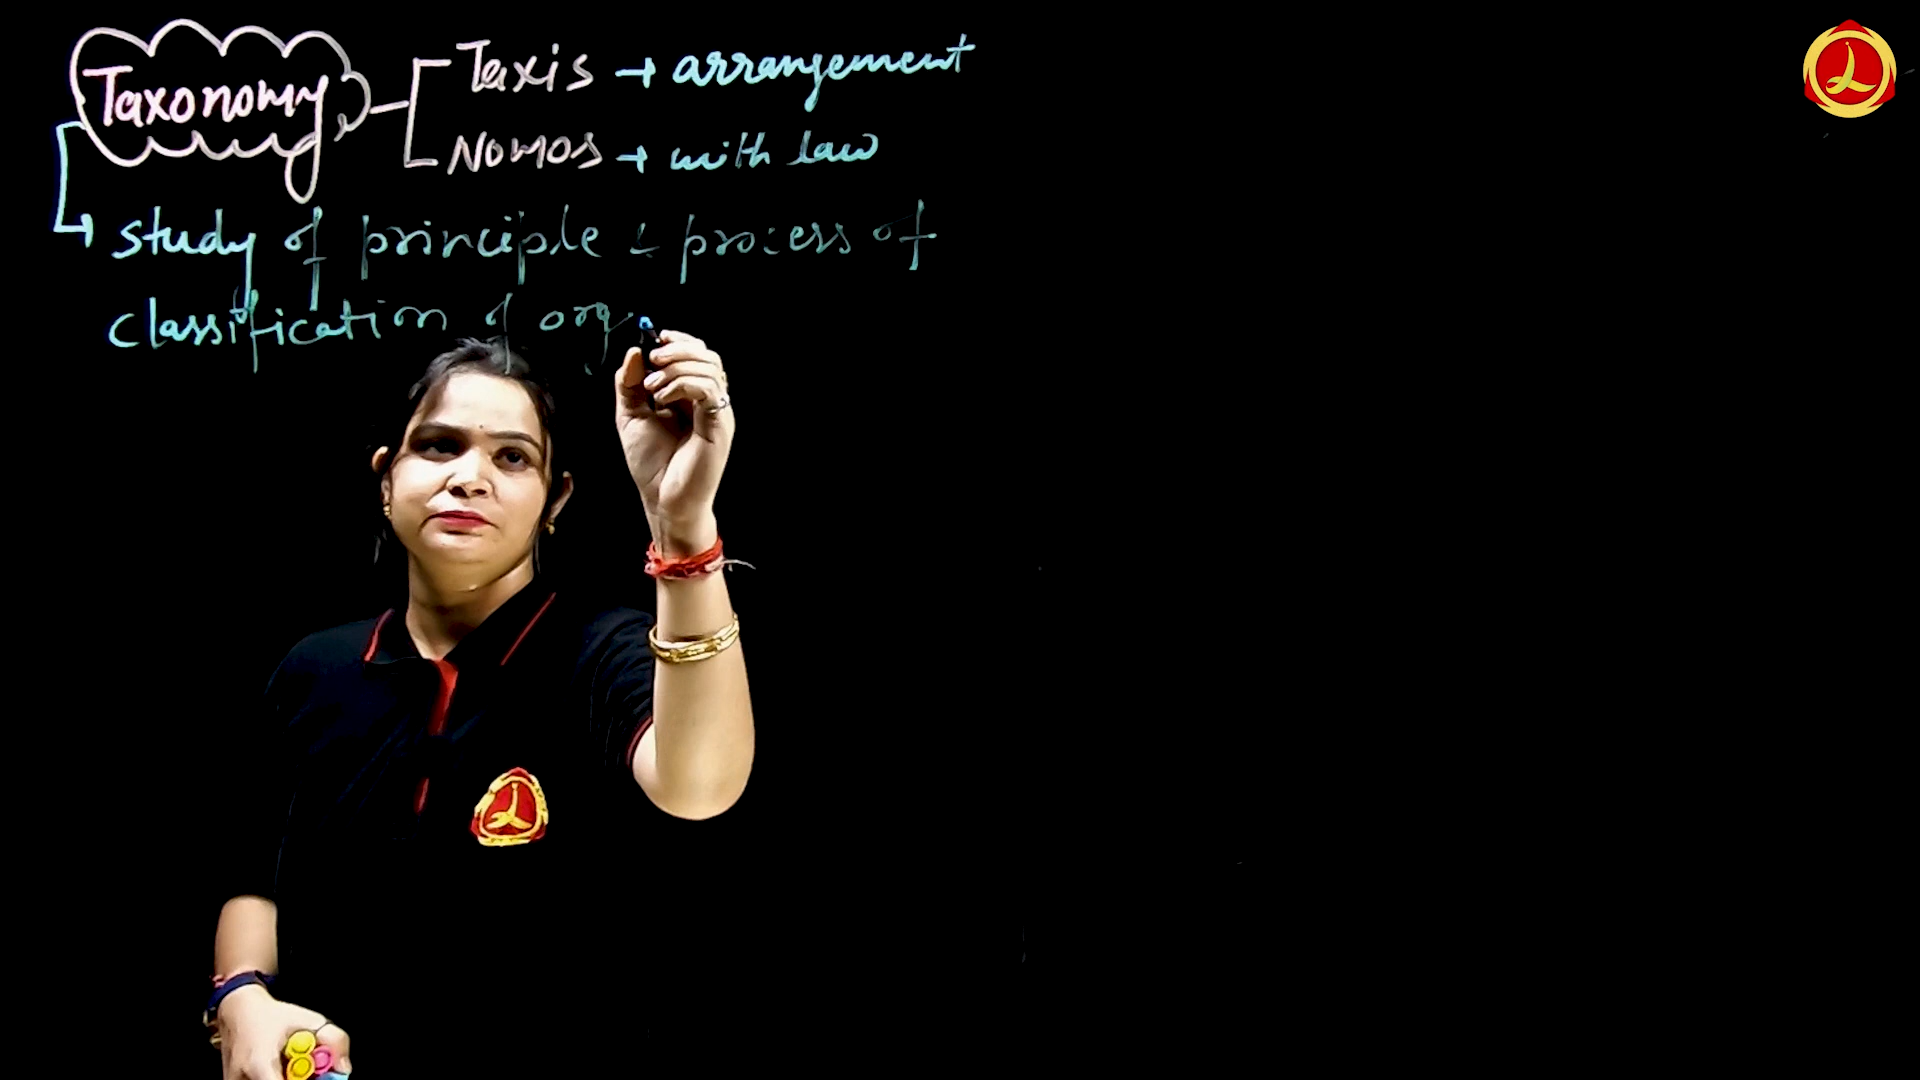 Taxonomy
Taxis → arrangement
Nomos → with law
study of principle & process of
classification of org